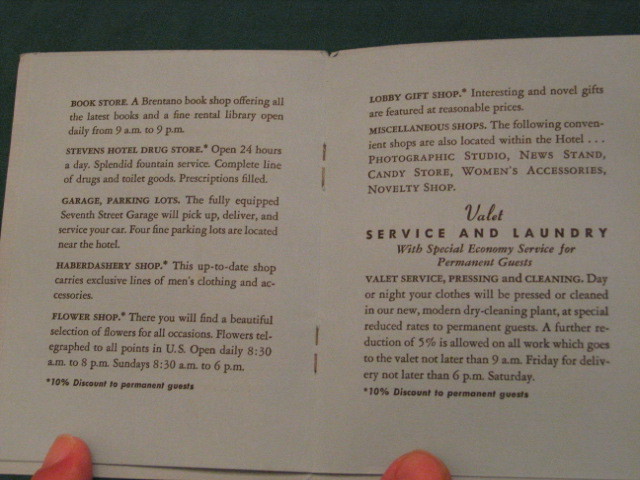 BOOK STORE. A Brentano book shop offering all
the latest books and a fine rental library open
daily from 9 a.m. to 9 p.m.
STEVENS HOTEL DRUG STORE.* Open 24 hours
a day. Splendid fountain service. Complete line
of drugs and toilet goods. Prescriptions filled.
GARAGE, PARKING LOTS. The fully equipped
Seventh Street Garage will pick up, deliver, and
service your car. Four fine parking lots are located
near the hotel.
HABERDASHERY SHOP.* This up-to-date shop
carries exclusive lines of men's clothing and ac-
cessories.
FLOWER SHOP.* There you will find a beautiful
selection of flowers for all occasions. Flowers tel-
egraphed to all points in U.S. Open daily 8:30
a.m. to 8 p.m. Sundays 8:30 a.m. to 6 p.m.
*10% Discount to permanent guests
LOBBY GIFT SHOP.* Interesting and novel gifts
are featured at reasonable prices.
MISCELLANEOUS SHOPS. The following conven-
ient shops are also located within the Hotel . . .
PHOTOGRAPHIC STUDIO, NEWS STAND,
CANDY STORE, WOMEN'S ACCESSORIES,
NOVELTY SHOP.
Valet
SERVICE AND LAUNDRY
With Special Economy Service for
Permanent Guests
VALET SERVICE, PRESSING and CLEANING. Day
or night your clothes will be pressed or cleaned
in our new, modern dry-cleaning plant, at special
reduced rates to permanent guests. A further re-
duction of 5% is allowed on all work which goes
to the valet not later than 9 a.m. Friday for deliv-
ery not later than 6 p.m. Saturday.
*10% Discount to permanent guests